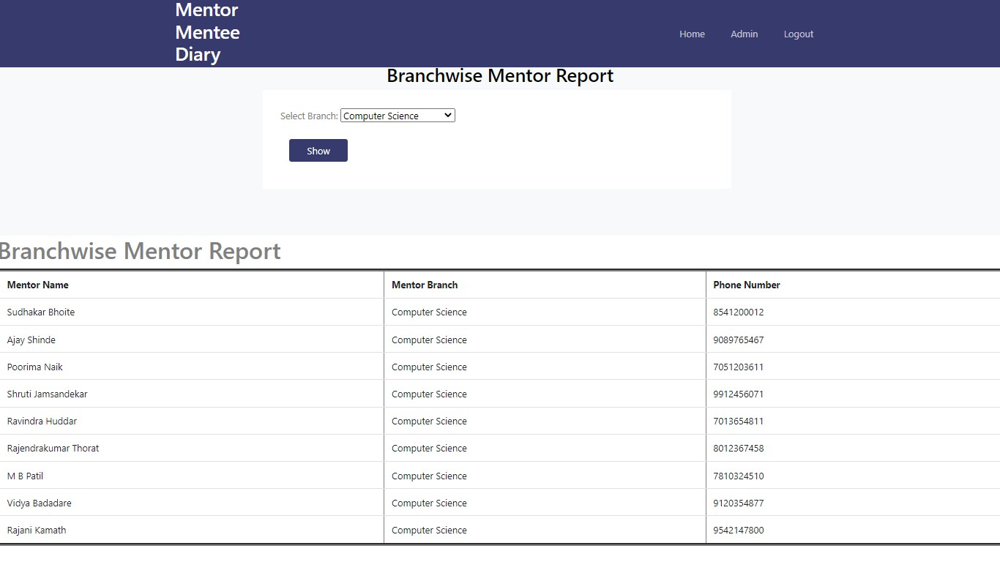 Mentor
Mentee
Diary
Home Admin Logout
Branchwise Mentor Report
Select Branch: Computer Science
Show
Branchwise Mentor Report
Mentor Name Mentor Branch Phone Number
Sudhakar Bhoite Computer Science 8541200012
Ajay Shinde Computer Science 9089765467
Poorima Naik Computer Science 7051203611
Shruti Jamsandekar Computer Science 9912456071
Ravindra Huddar Computer Science 7013654811
Rajendrakumar Thorat Computer Science 8012367458
M B Patil Computer Science 7810324510
Vidya Badadare Computer Science 9120354877
Rajani Kamath Computer Science 9542147800